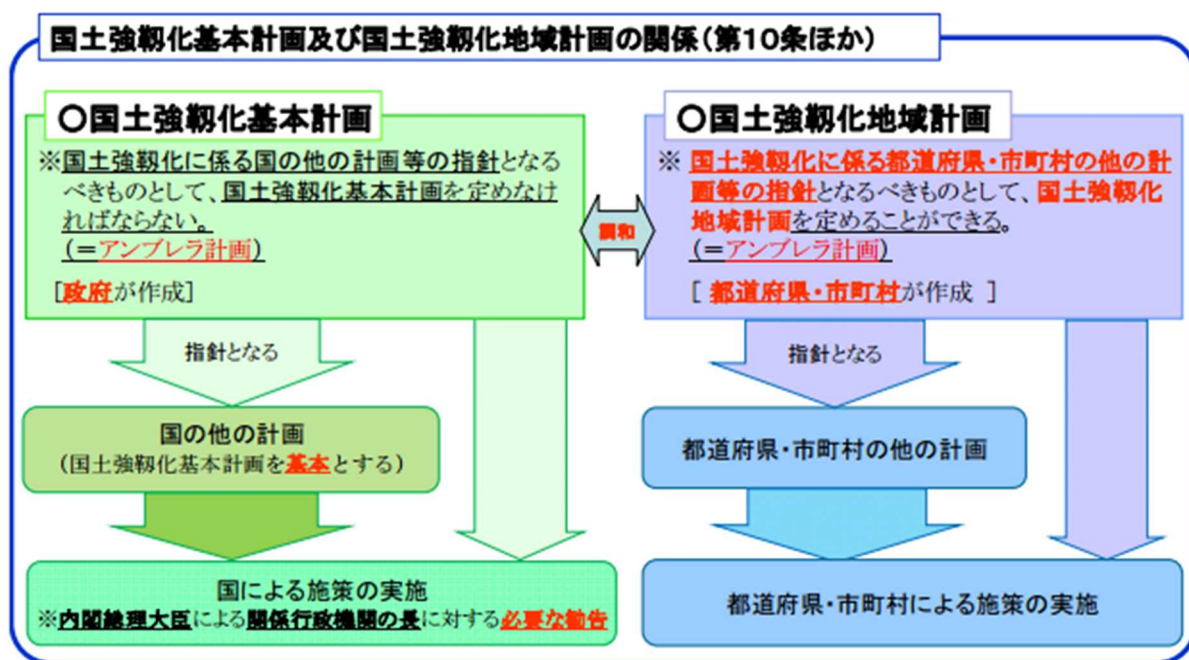 国土強靱化基本計画及び国土強靱化地域計画の関係(第10条ほか)
〇国土強靱化基本計画
※国土強靱化に係る国の他の計画等の指針となる
べきものとして、国土強靱化基本計画を定めなけ
ればならない。
(=アンブレラ計画)
[政府が作成]
調和
〇国土強靱化地域計画
※ 国土強靱化に係る都道府県・市町村の他の計
画等の指針となるべきものとして、国土強靱化
地域計画を定めることができる。
(=アンブレラ計画)
[ 都道府県・市町村が作成 ]
指針となる
国の他の計画
(国土強靱化基本計画を基本とする)
国による施策の実施
※内閣総理大臣による関係行政機関の長に対する必要な勧告
指針となる
都道府県・市町村の他の計画
都道府県・市町村による施策の実施